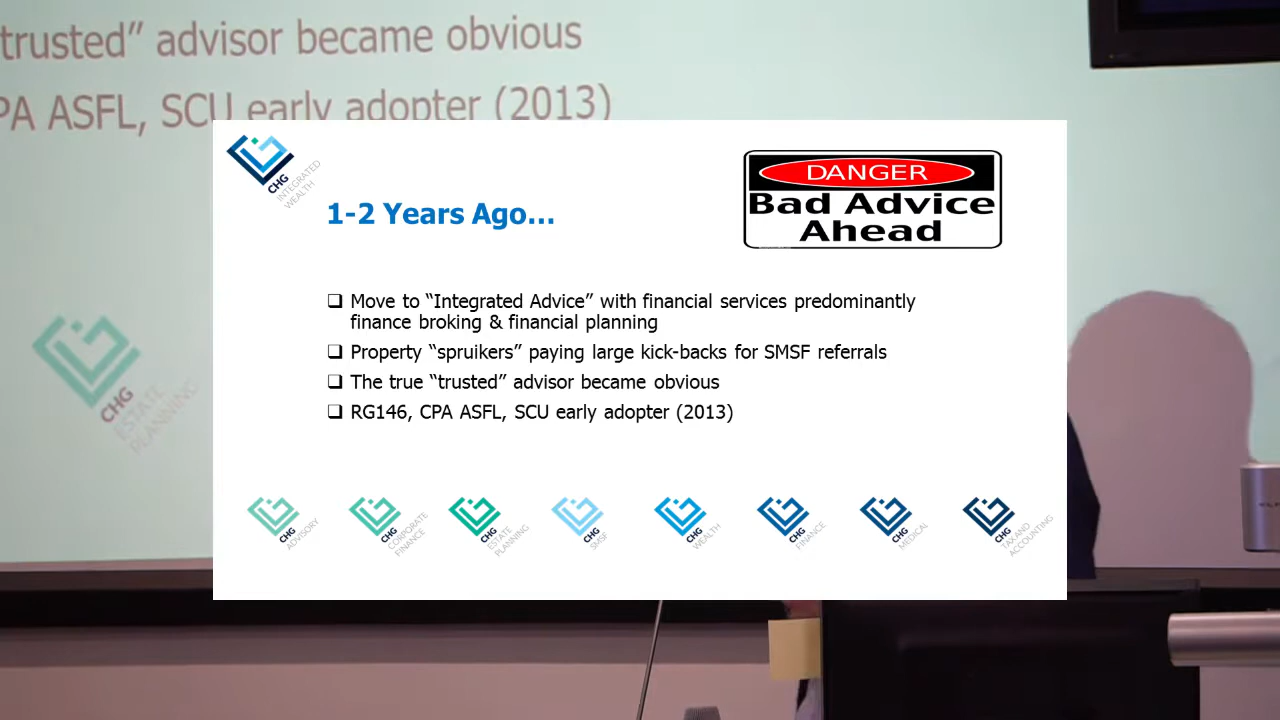 trusted” advisor became obvious
PA ASFL, SCU early adopter (2013)
CHG
INTEGRATED
WEALTH
DANGER
Bad Advice
Ahead
1-2 Years Ago...
Move to “Integrated Advice” with financial services predominantly
finance broking & financial planning
Property “spruikers” paying large kick-backs for SMSF referrals
The true “trusted” advisor became obvious
RG146, CPA ASFL, SCU early adopter (2013)
CHG
ESTATE
PLANNING
CHG
ADVISORY
CHG
CORPORATE
FINANCE
CHG
ESTATE
PLANNING
CHG
SMSF
CHG
WEALTH
CHG
FINANCE
CHG
MEDICAL
CHG
TAX AND
ACCOUNTING